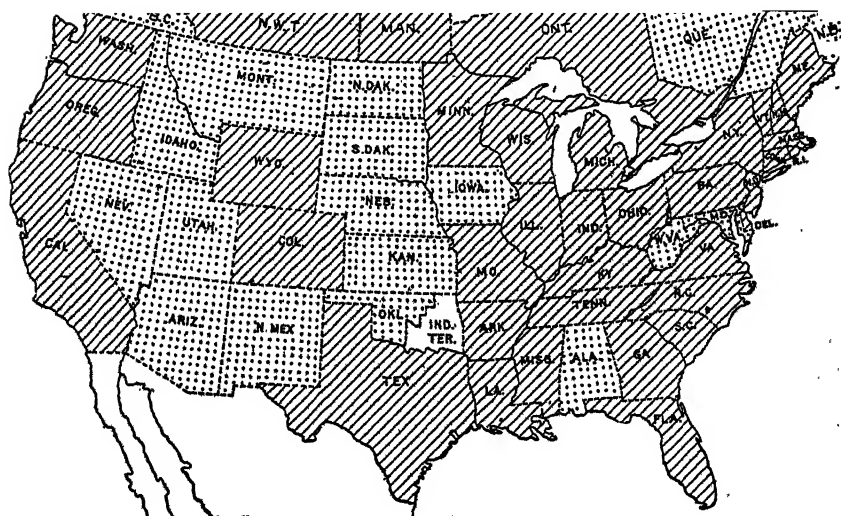 B.C.
N.W.T
MAN.
ONT.
QUE.
N.B.
WASH.
MONT.
N.DAK.
MINN.
ME.
OREG.
IDAHO.
WYO.
S.DAK.
WIS.
MICH.
N.Y.
VT.
N.H.
MASS.
R.I.
NEV.
UTAH.
COL.
NEB.
IOWA.
ILL.
IND.
OHIO.
PA.
N.J.
MD.
DEL.
CAL.
KAN.
MO.
KY
W.VA.
VA
ARIZ.
N.MEX
OKL.
IND.
TER.
ARK.
TENN.
N.C.
S.C.
TEX
LA.
MISS.
ALA.
GA
FLA.